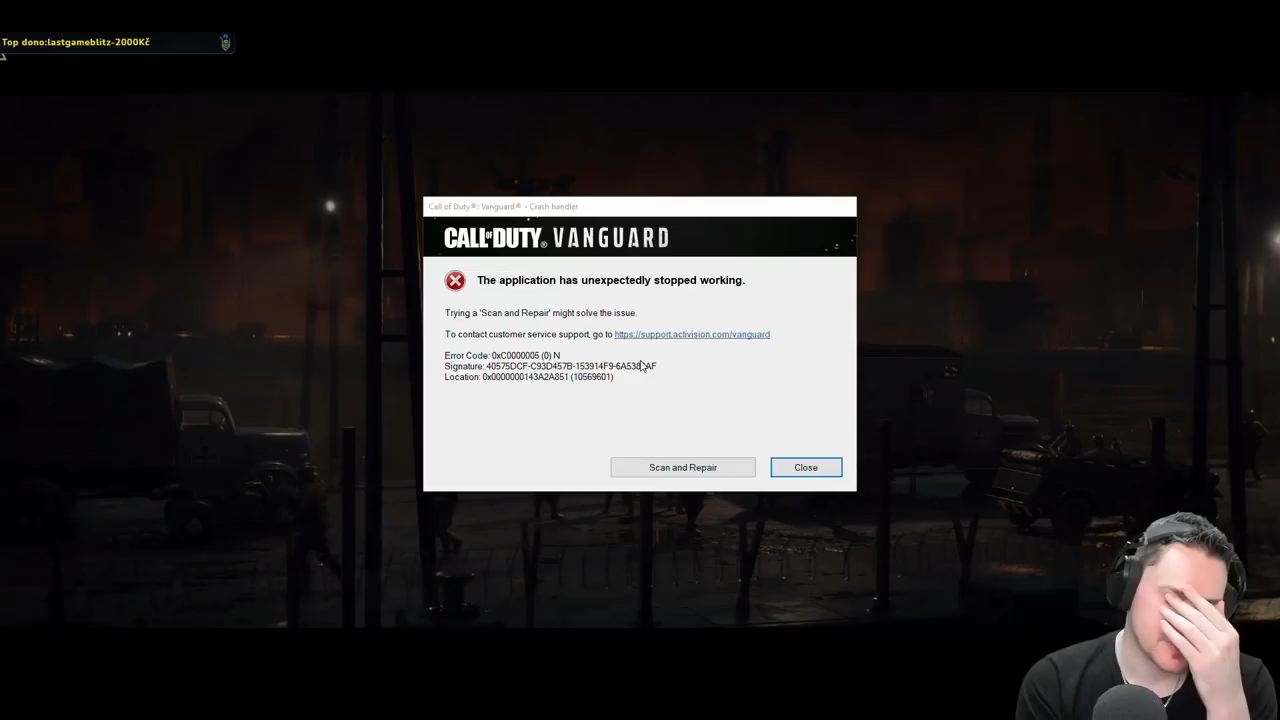 Top dono:lastgameblitz-2000Kč
Call of Duty®: Vanguard® - Crash handler
CALL OF DUTY® VANGUARD
The application has unexpectedly stopped working.
Trying a 'Scan and Repair' might solve the issue.
To contact customer service support, go to https://support.activision.com/vanguard
Error Code: 0xC0000005 (0) N
Signature:
Location: 0x0000000143A2A851 (10569601)
Scan and Repair
Close